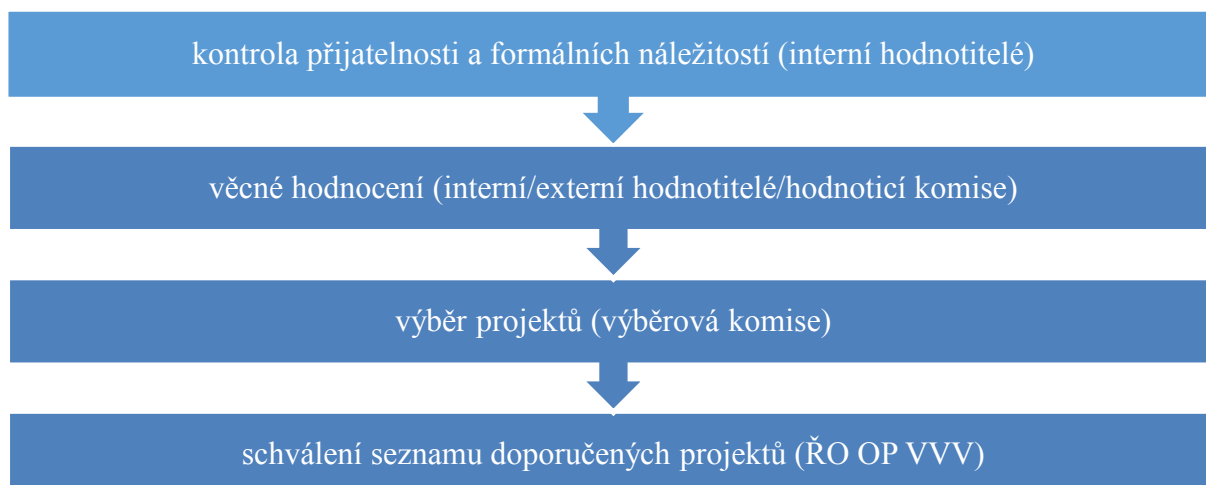 kontrola přijatelnosti a formálních náležitostí (interní hodnotitelé)
věcné hodnocení (interní/externí hodnotitelé/hodnoticí komise)
výběr projektů (výběrová komise)
schválení seznamu doporučených projektů (ŘO OP VVV)